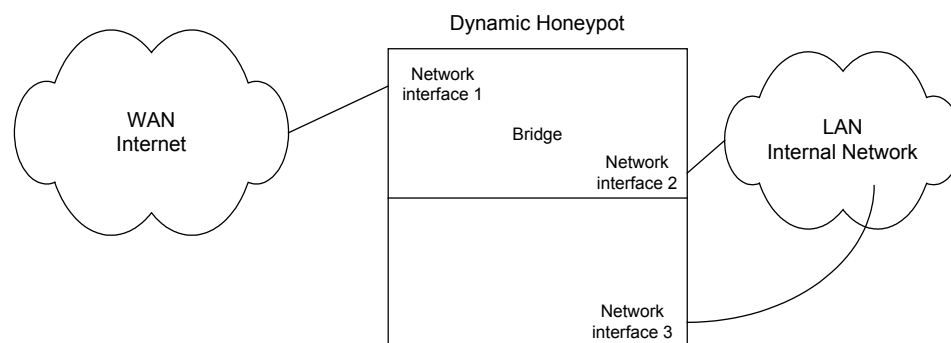 Dynamic Honeypot
Network
interface 1
WAN
Internet
Bridge
LAN
Internal Network
Network
interface 2
Network
interface 3